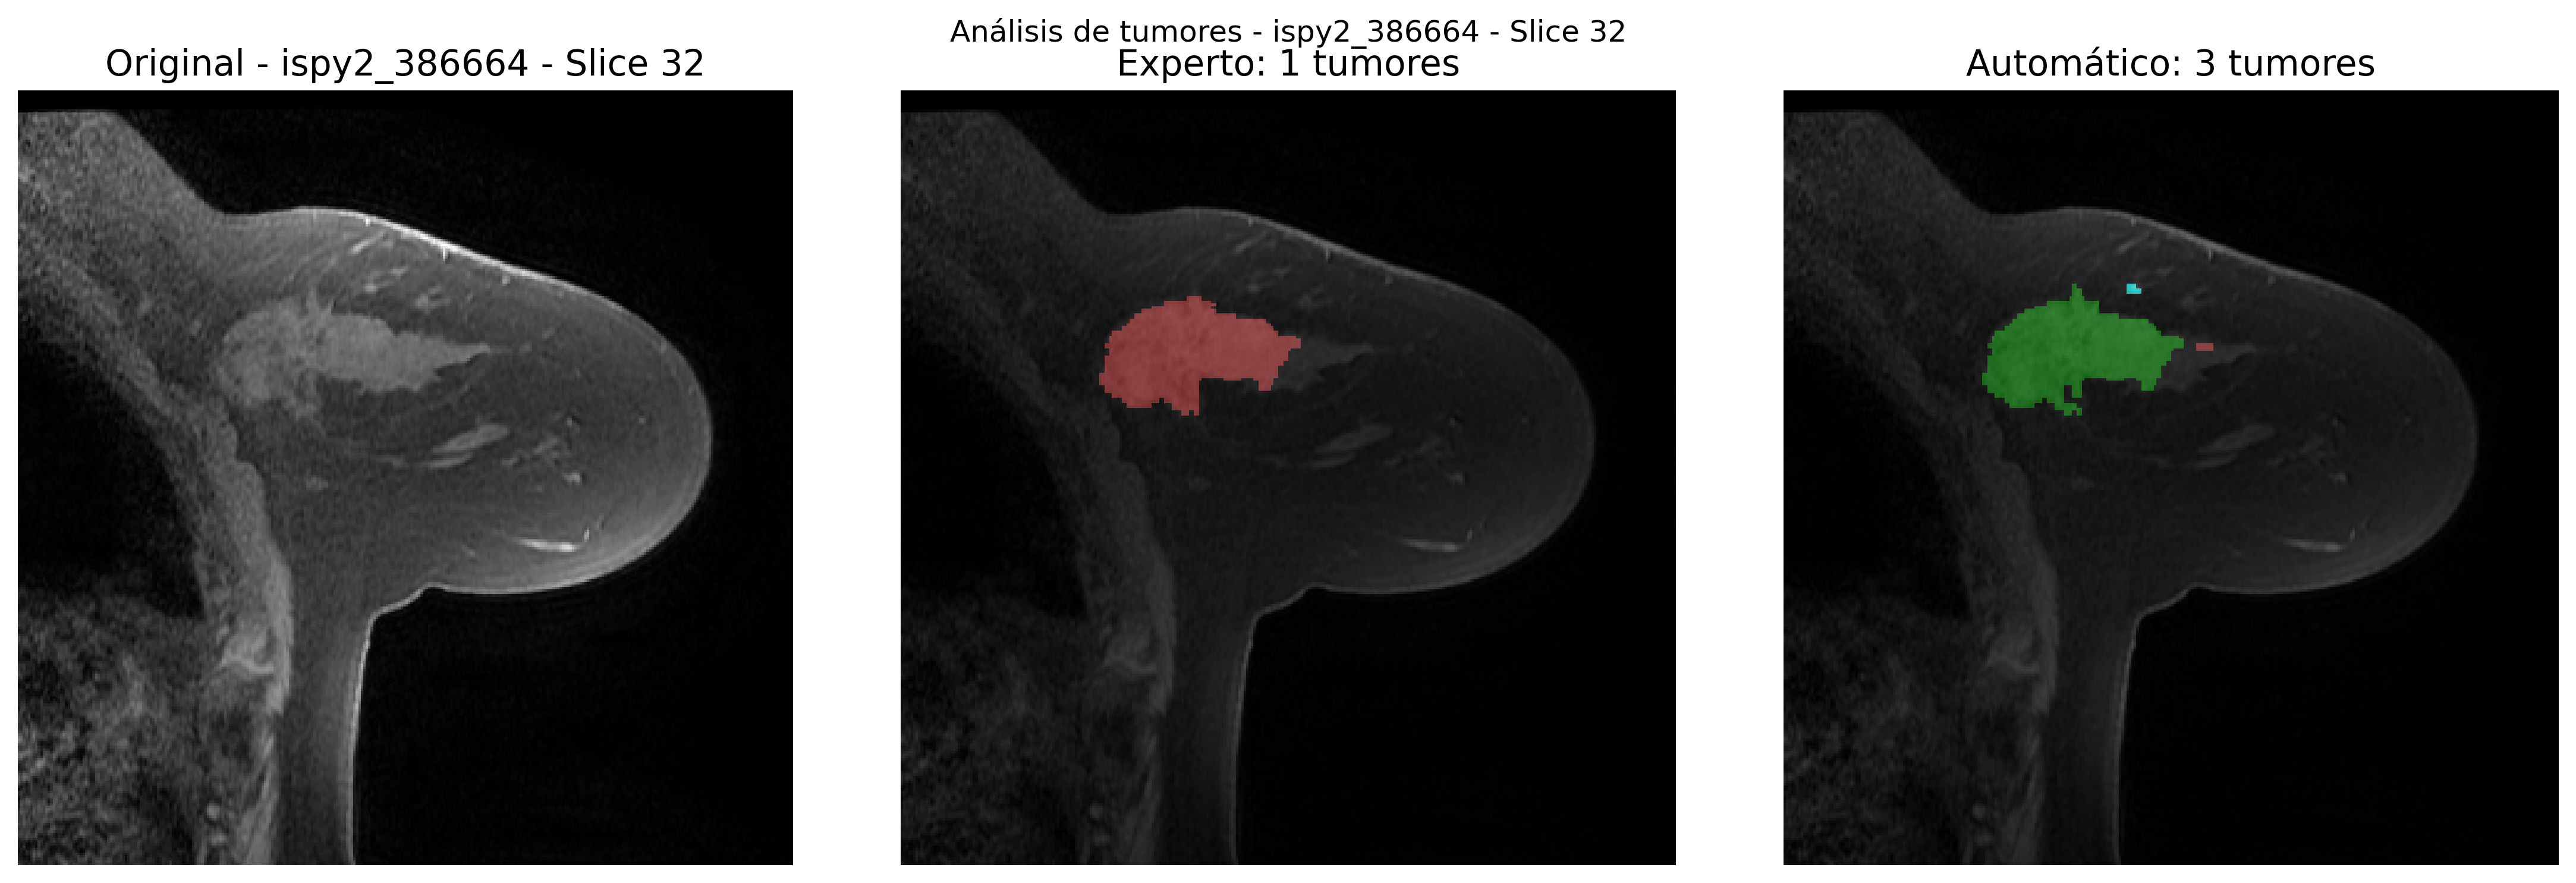 Análisis de tumores - ispy2_386664 - Slice 32
Original - ispy2_386664 - Slice 32
Experto: 1 tumores
Automático: 3 tumores